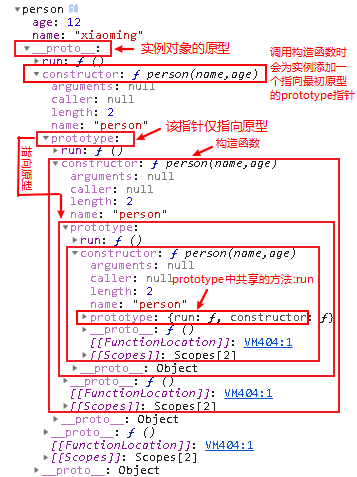 person i
age: 12
name: "xiaoming"
__proto__: 实例对象的原型
run: ƒ ()
调用构造函数时
会为实例添加一
个指向最初原型
的prototype指针
constructor: ƒ person(name,age)
arguments: null
caller: null
length: 2
name: "person"
prototype: 该指针仅指向原型
run: ƒ () 构造函数
指向原型
constructor: ƒ person(name,age)
arguments: null
caller: null
length: 2
name: "person"
prototype:
run: ƒ ()
constructor: ƒ person(name,age)
arguments: null
caller: null
length: 2
prototype中共享的方法:run
name: "person"
prototype: {run: ƒ, constructor: ƒ}
__proto__: ƒ ()
[[FunctionLocation]]: VM404:1
[[Scopes]]: Scopes[2]
__proto__: Object
__proto__: ƒ ()
[[FunctionLocation]]: VM404:1
[[Scopes]]: Scopes[2]
__proto__: Object
__proto__: ƒ ()
[[FunctionLocation]]: VM404:1
[[Scopes]]: Scopes[2]
__proto__: Object